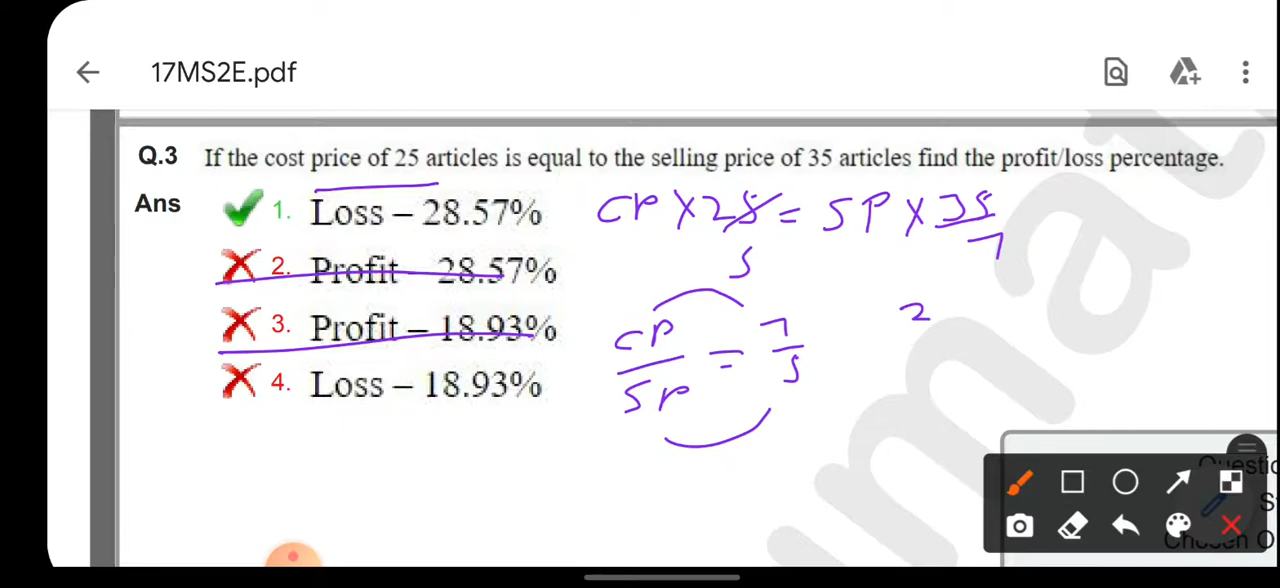 17MS2E.pdf
Q.3 If the cost price of 25 articles is equal to the selling price of 35 articles find the profit/loss percentage.
Ans 1. Loss – 28.57%
CP × 25 = SP × 35
5 7
2. Profit – 28.57%
3. Profit – 18.93%
4. Loss – 18.93%
CP/SP = 7/5
2